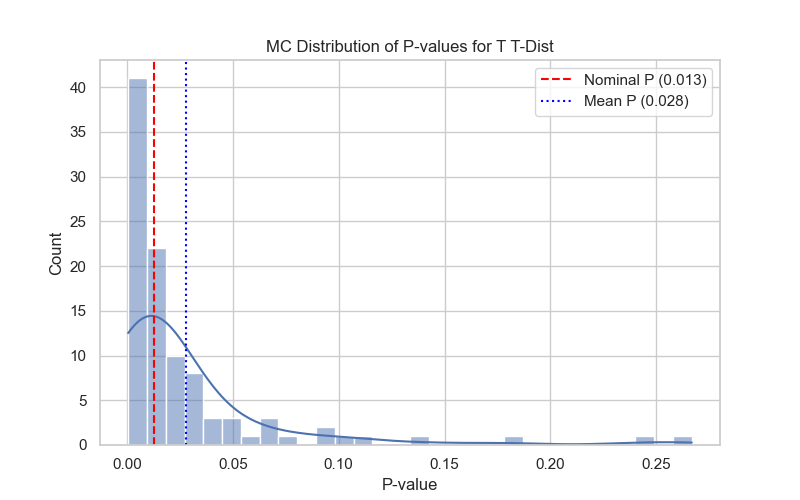 MC Distribution of P-values for T T-Dist
Nominal P (0.013)
Mean P (0.028)
40
35
30
25
20
15
10
5
0
Count
0.00 0.05 0.10 0.15 0.20 0.25
P-value